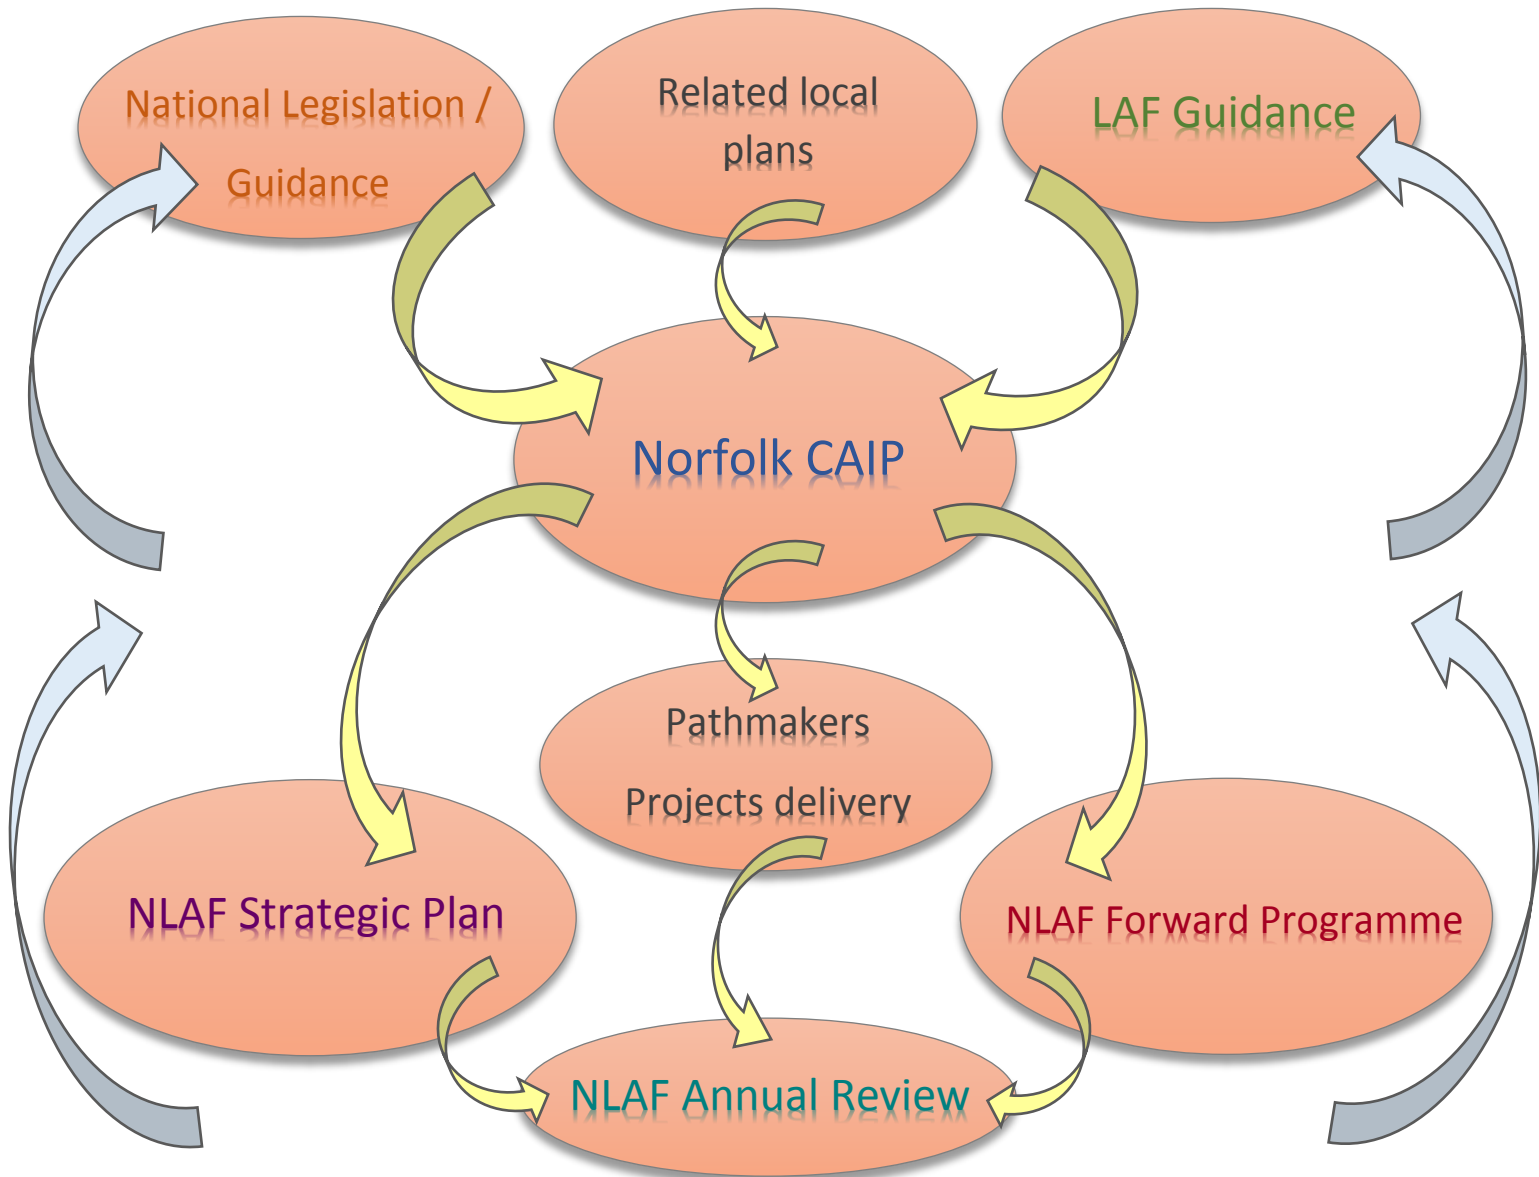 National Legislation /
Guidance
Related local
plans
LAF Guidance
Norfolk CAIP
Pathmakers
Projects delivery
NLAF Strategic Plan
NLAF Forward Programme
NLAF Annual Review